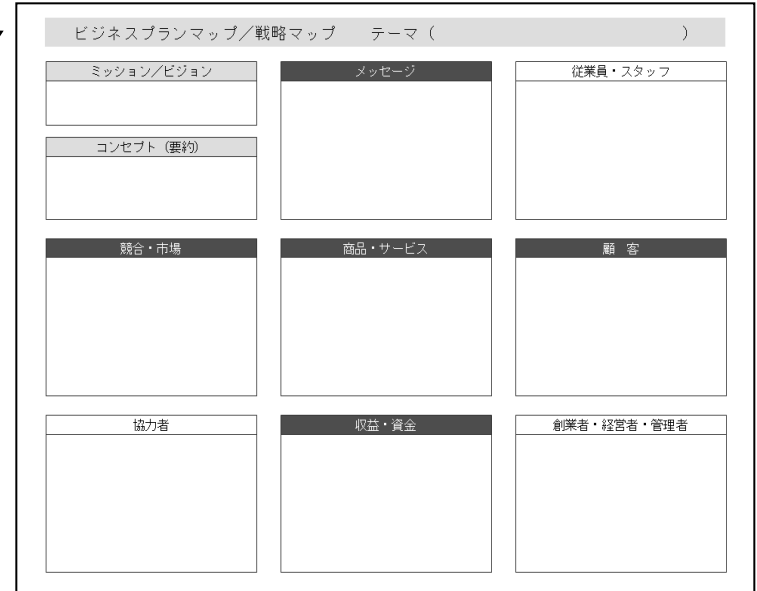 ビジネスプランマップ／戦略マップ　テーマ（　　　　　　　　　　　　　　）
ミッション／ビジョン
メッセージ
従業員・スタッフ
コンセプト（要約）
競合・市場
商品・サービス
顧　客
協力者
収益・資金
創業者・経営者・管理者